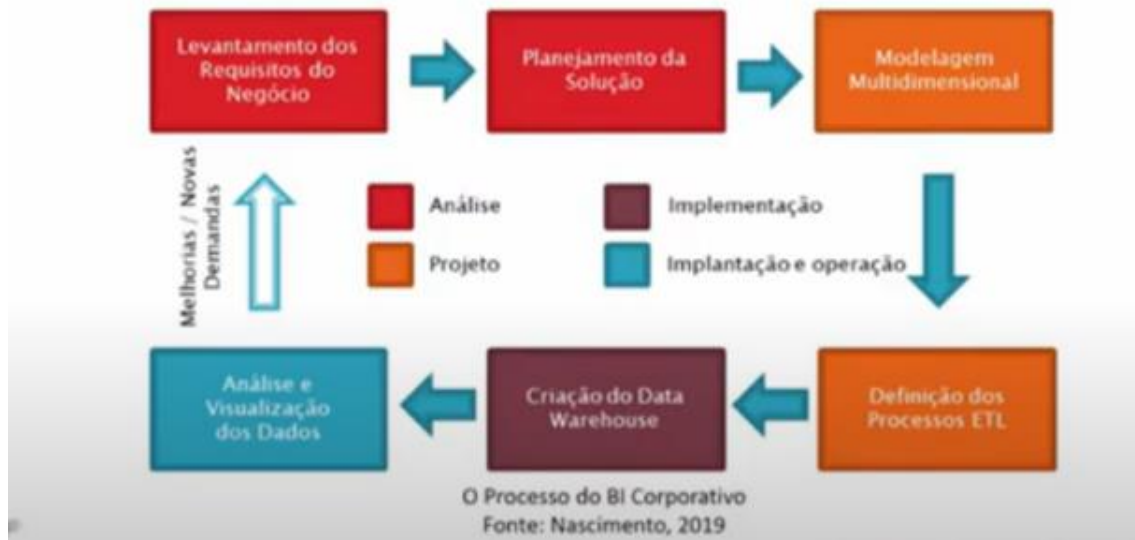 Levantamento dos
Requisitos do
Negócio
Planejamento da
Solução
Modelagem
Multidimensional
Melhorias / Novas
Demandas
Análise
Implementação
Projeto
Implantação e operação
Análise e
Visualização
dos Dados
Criação do Data
Warehouse
Definição dos
Processos ETL
O Processo do BI Corporativo
Fonte: Nascimento, 2019